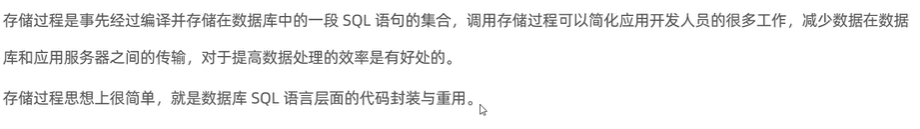 存储过程是事先经过编译并存储在数据库中的一段 SQL 语句的集合，调用存储过程可以简化应用开发人员的很多工作，减少数据在数据
库和应用服务器之间的传输，对于提高数据处理的效率是有好处的。
存储过程思想上很简单，就是数据库 SQL 语言层面的代码封装与重用。